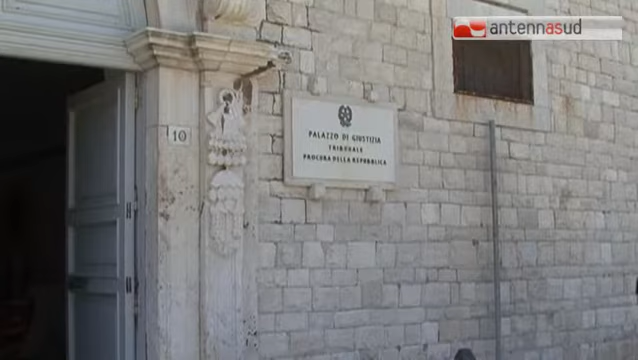 antennasud
10
PALAZZO DI GIUSTIZIA
TRIBUNALE
PROCURA DELLA REPUBBLICA